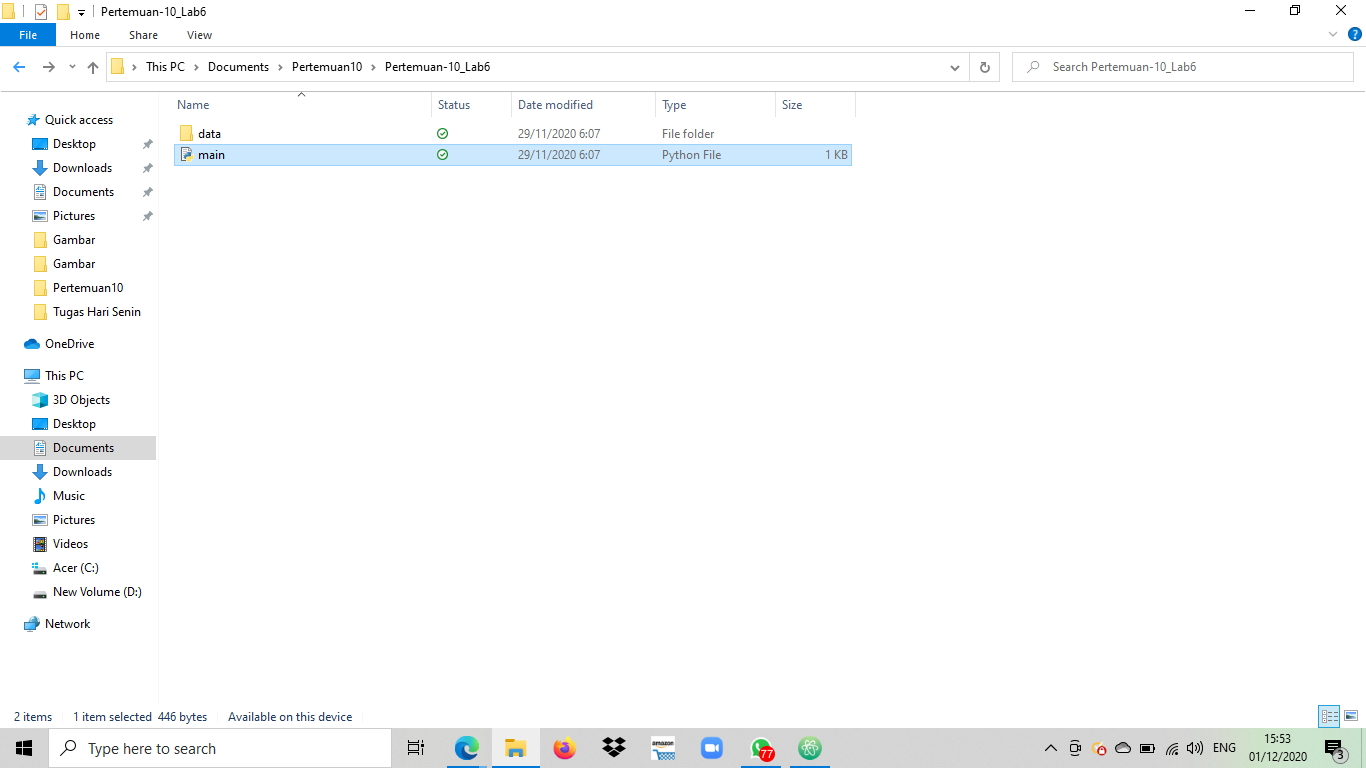 Pertemuan-10_Lab6
File Home Share View
This PC Documents Pertemuan10 Pertemuan-10_Lab6
Search Pertemuan-10_Lab6
Quick access
Desktop
Downloads
Documents
Pictures
Gambar
Gambar
Pertemuan10
Tugas Hari Senin
OneDrive
This PC
3D Objects
Desktop
Documents
Downloads
Music
Pictures
Videos
Acer (C:)
New Volume (D:)
Network
Name Status Date modified Type Size
data 29/11/2020 6:07 File folder
main 29/11/2020 6:07 Python File 1 KB
2 items 1 item selected 446 bytes Available on this device
Type here to search
amazon
77
ENG
15:53
01/12/2020
3